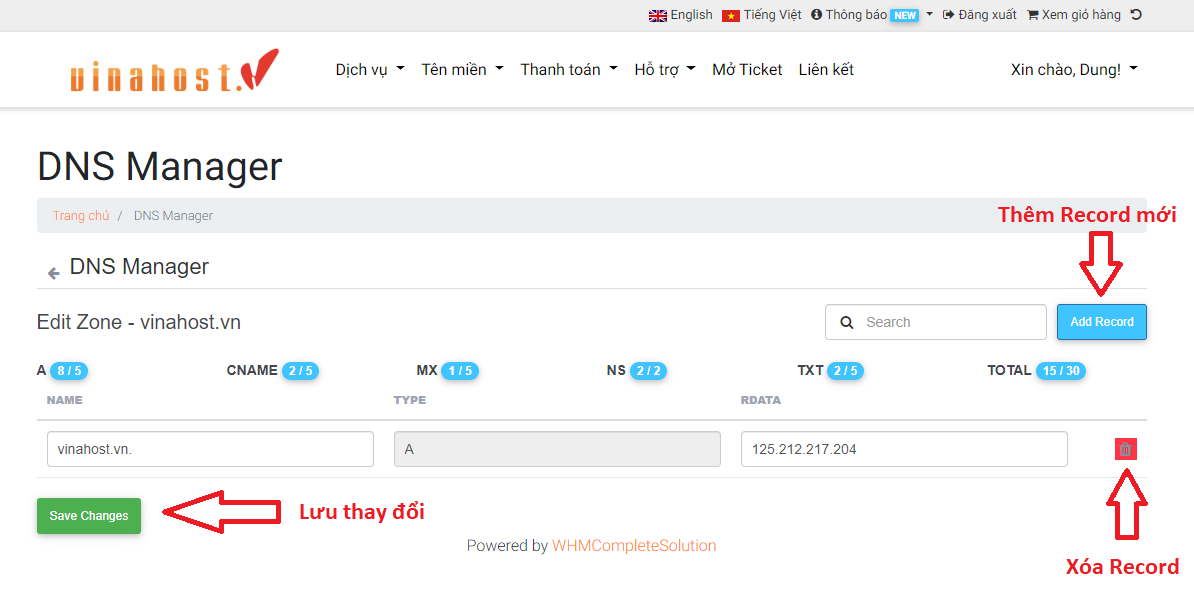 English Tiếng Việt Thông báo NEW Đăng xuất Xem giỏ hàng
vinahost.
Dịch vụ Tên miền Thanh toán Hỗ trợ Mở Ticket Liên kết Xin chào, Dung!
DNS Manager
Trang chủ / DNS Manager
Thêm Record mới
DNS Manager
Edit Zone - vinahost.vn
Search
Add Record
A 8 / 5 CNAME 2 / 5 MX 1 / 5 NS 2 / 2 TXT 2 / 5 TOTAL 15 / 30
NAME TYPE RDATA
vinahost.vn. A 125.212.217.204
Save Changes
Lưu thay đổi
Powered by WHMCompleteSolution
Xóa Record